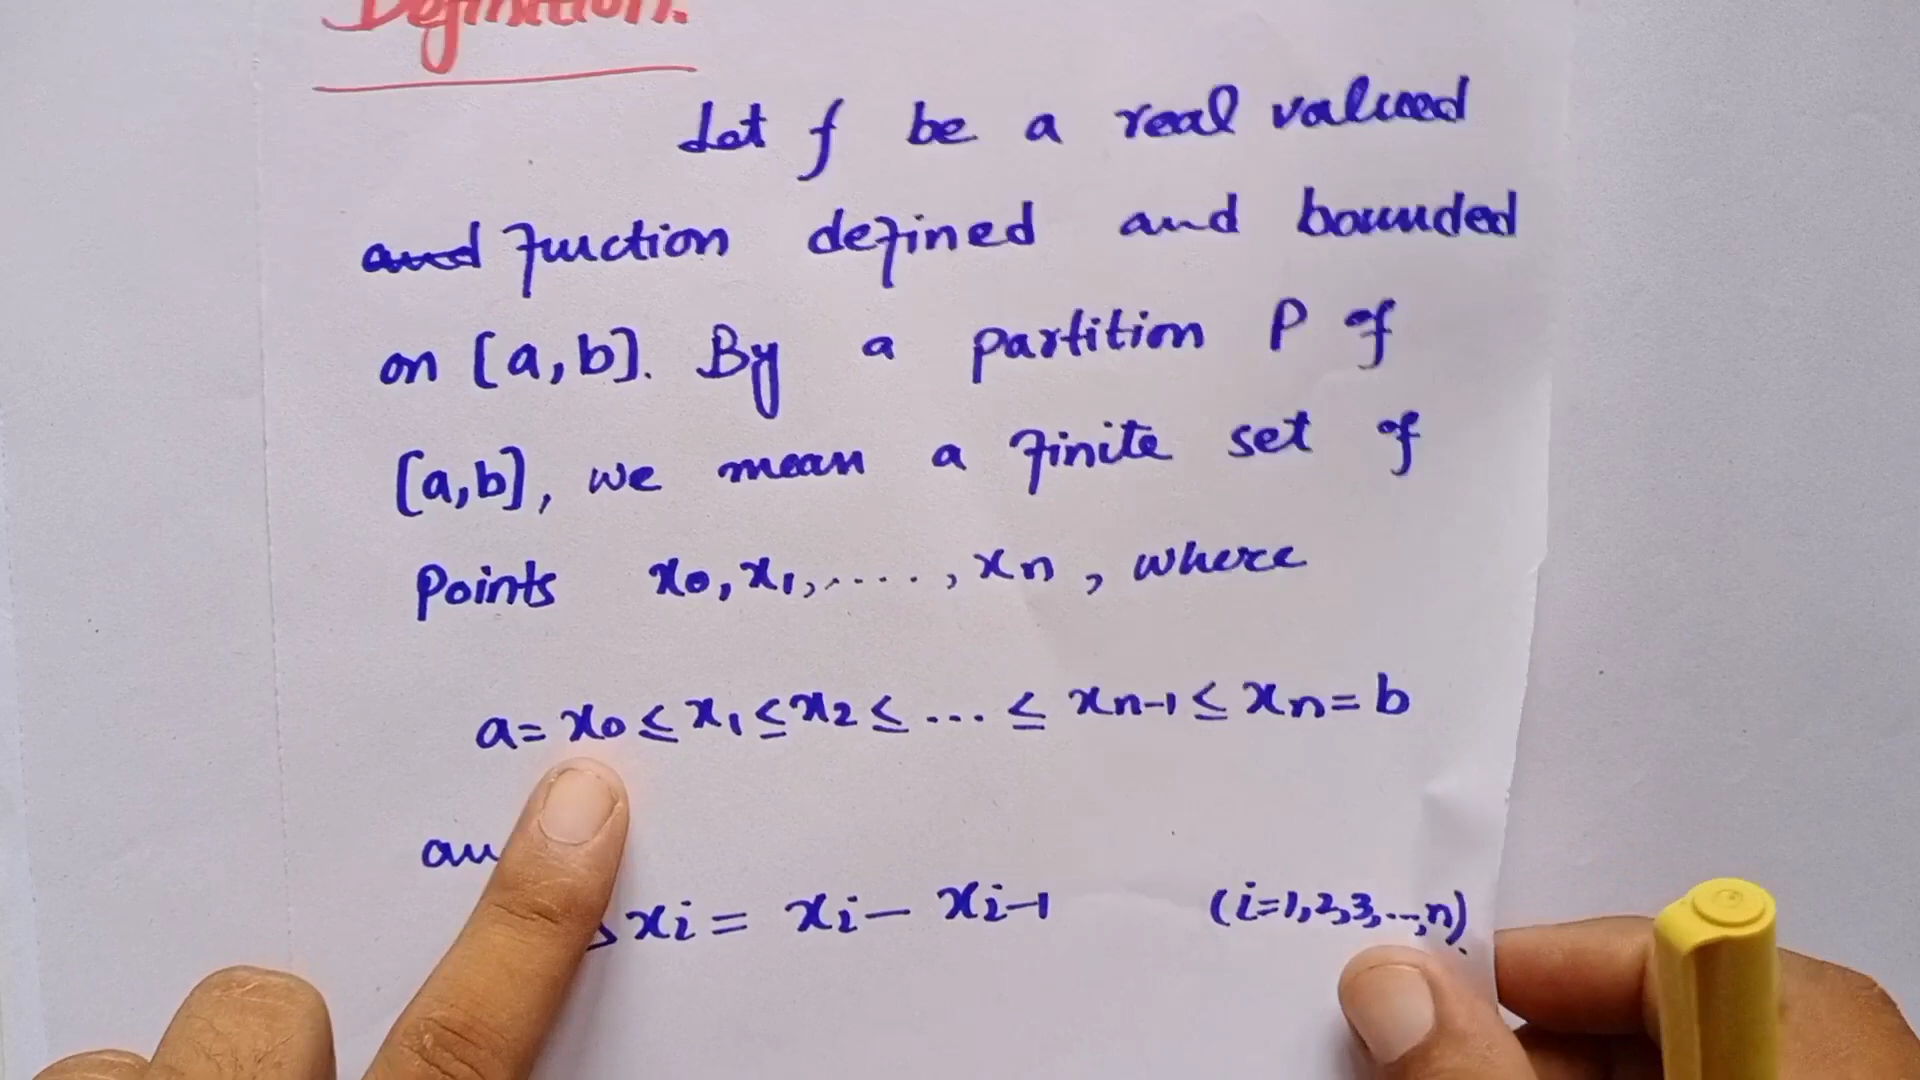 Definition.
Let f be a real valued
and function defined and bounded
on [a,b]. By a partition P of
[a,b], we mean a finite set of
Points x₀, x₁, ....., xₙ, where
a = x₀ ≤ x₁ ≤ x₂ ≤ ... ≤ xₙ₋₁ ≤ xₙ = b
xᵢ = xᵢ − xᵢ₋₁ (i=1,2,3,...,n).